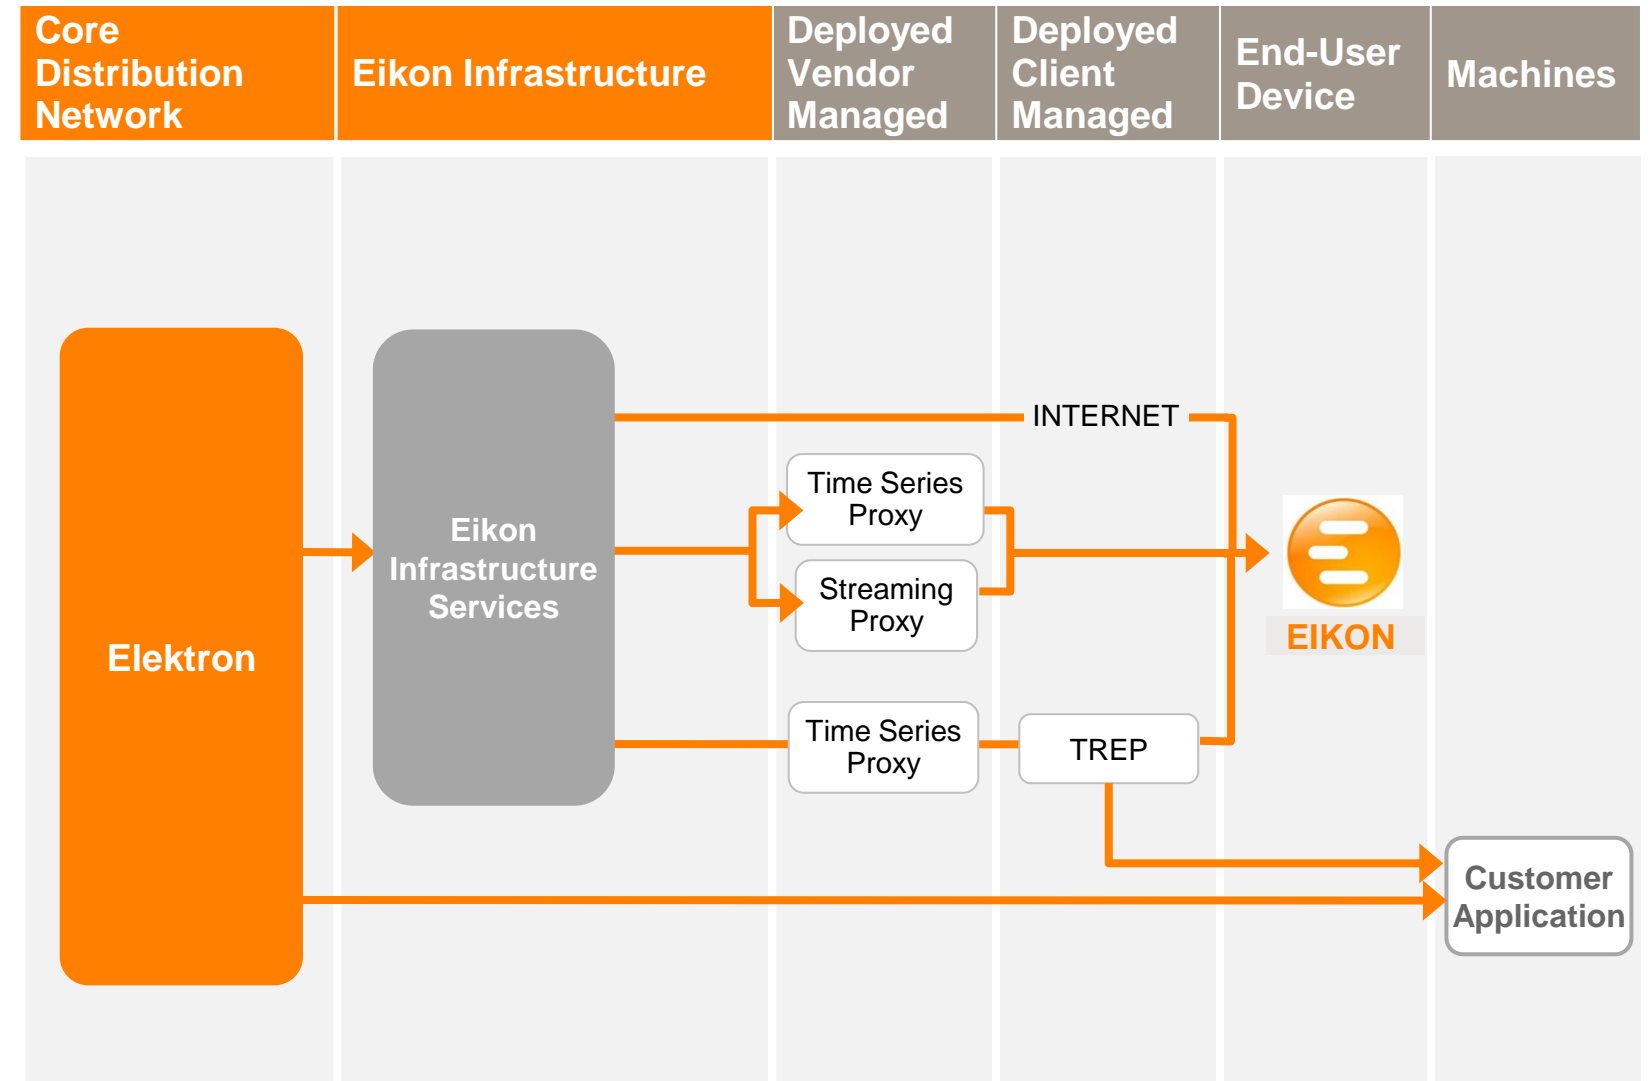 Core
Distribution
Network
Eikon Infrastructure
Deployed
Vendor
Managed
Deployed
Client
Managed
End-User
Device
Machines
Elektron
Eikon
Infrastructure
Services
INTERNET
Time Series
Proxy
Streaming
Proxy
Time Series
Proxy
TREP
EIKON
Customer
Application